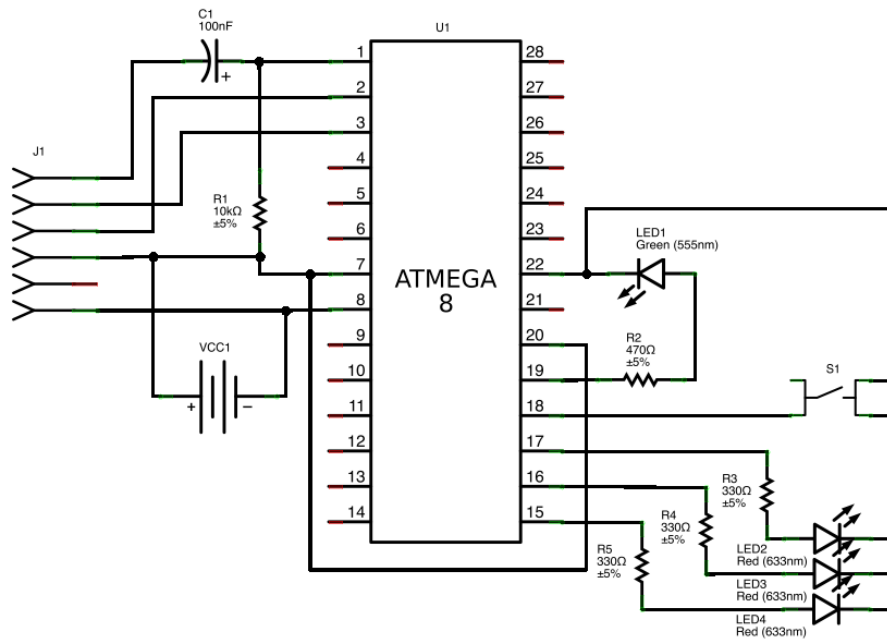 C1
100nF
+
U1
1
2
3
4
5
6
7
8
9
10
11
12
13
14
28
27
26
25
24
23
22
21
20
19
18
17
16
15
ATMEGA
8
J1
R1
10kΩ
±5%
VCC1
+
−
LED1
Green (555nm)
R2
470Ω
±5%
S1
R3
330Ω
±5%
R4
330Ω
±5%
R5
330Ω
±5%
LED2
Red (633nm)
LED3
Red (633nm)
LED4
Red (633nm)